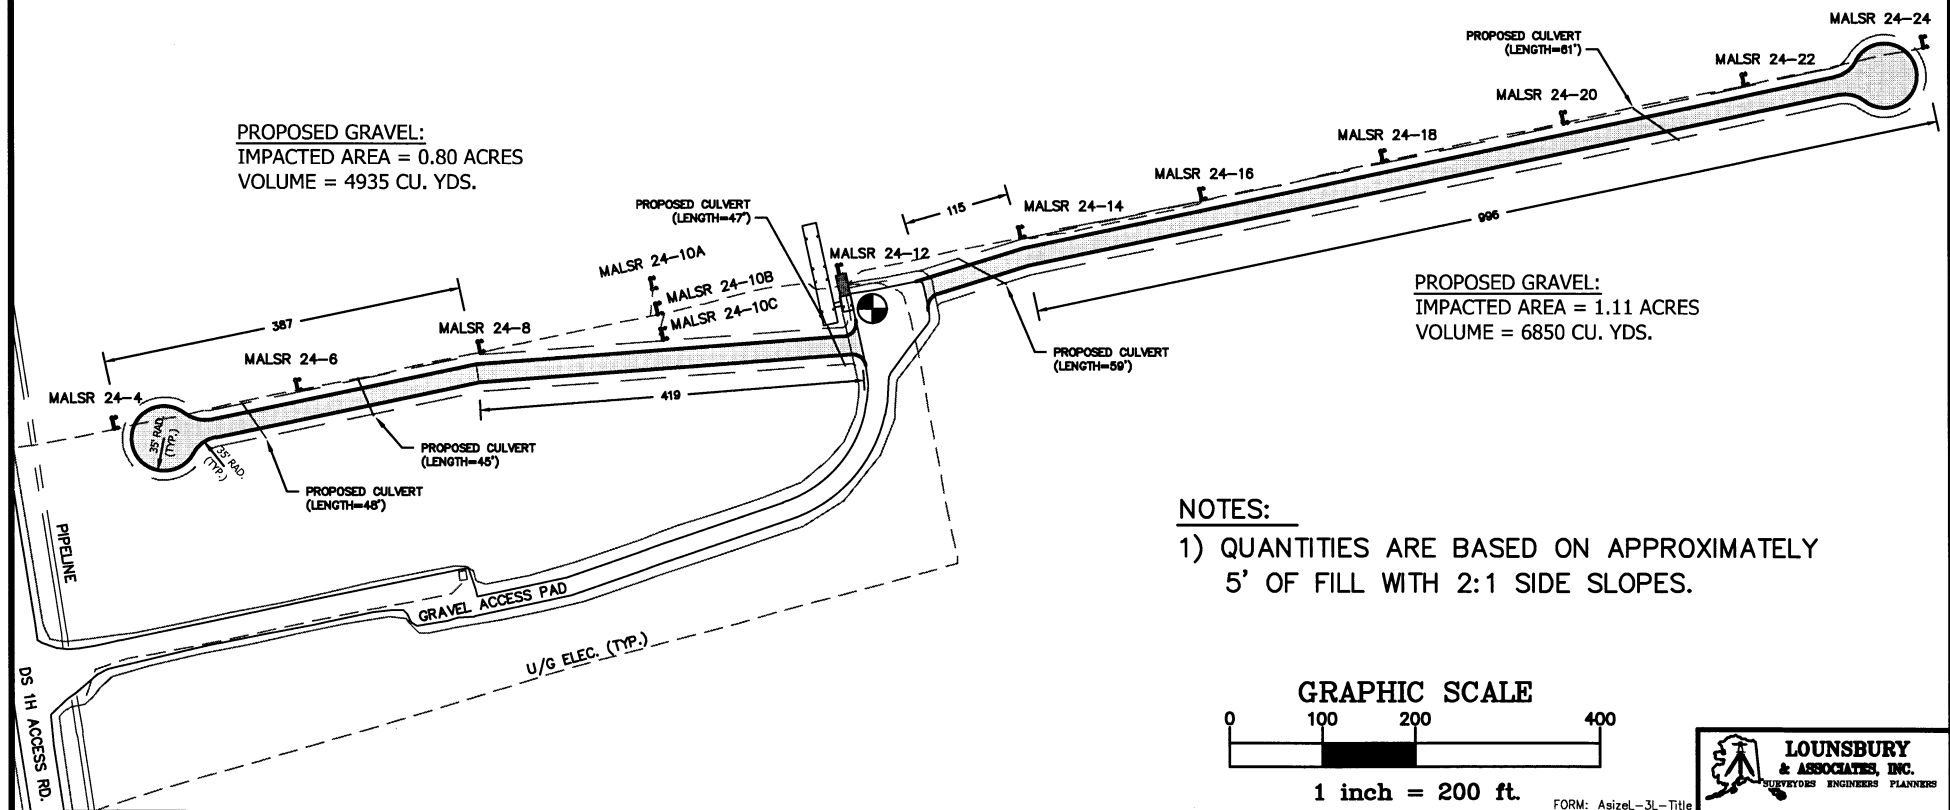 MALSR 24-24
PROPOSED CULVERT
(LENGTH=61')
MALSR 24-22
MALSR 24-20
MALSR 24-18
MALSR 24-16
PROPOSED GRAVEL:
IMPACTED AREA = 0.80 ACRES
VOLUME = 4935 CU. YDS.
PROPOSED CULVERT
(LENGTH=47')
115
MALSR 24-14
996
MALSR 24-12
MALSR 24-10A
MALSR 24-10B
MALSR 24-10C
PROPOSED GRAVEL:
IMPACTED AREA = 1.11 ACRES
VOLUME = 6850 CU. YDS.
387
MALSR 24-8
MALSR 24-6
PROPOSED CULVERT
(LENGTH=59')
MALSR 24-4
419
35' RAD.
(TYP.)
35' RAD.
(TYP.)
PROPOSED CULVERT
(LENGTH=45')
PROPOSED CULVERT
(LENGTH=48')
PIPELINE
GRAVEL ACCESS PAD
U/G ELEC. (TYP.)
DS 1H ACCESS RD.
NOTES:
1) QUANTITIES ARE BASED ON APPROXIMATELY
5' OF FILL WITH 2:1 SIDE SLOPES.
GRAPHIC SCALE
0 100 200 400
1 inch = 200 ft.
LOUNSBURY
& ASSOCIATES, INC.
SURVEYORS ENGINEERS PLANNERS
FORM: AsizeL-3L-Title